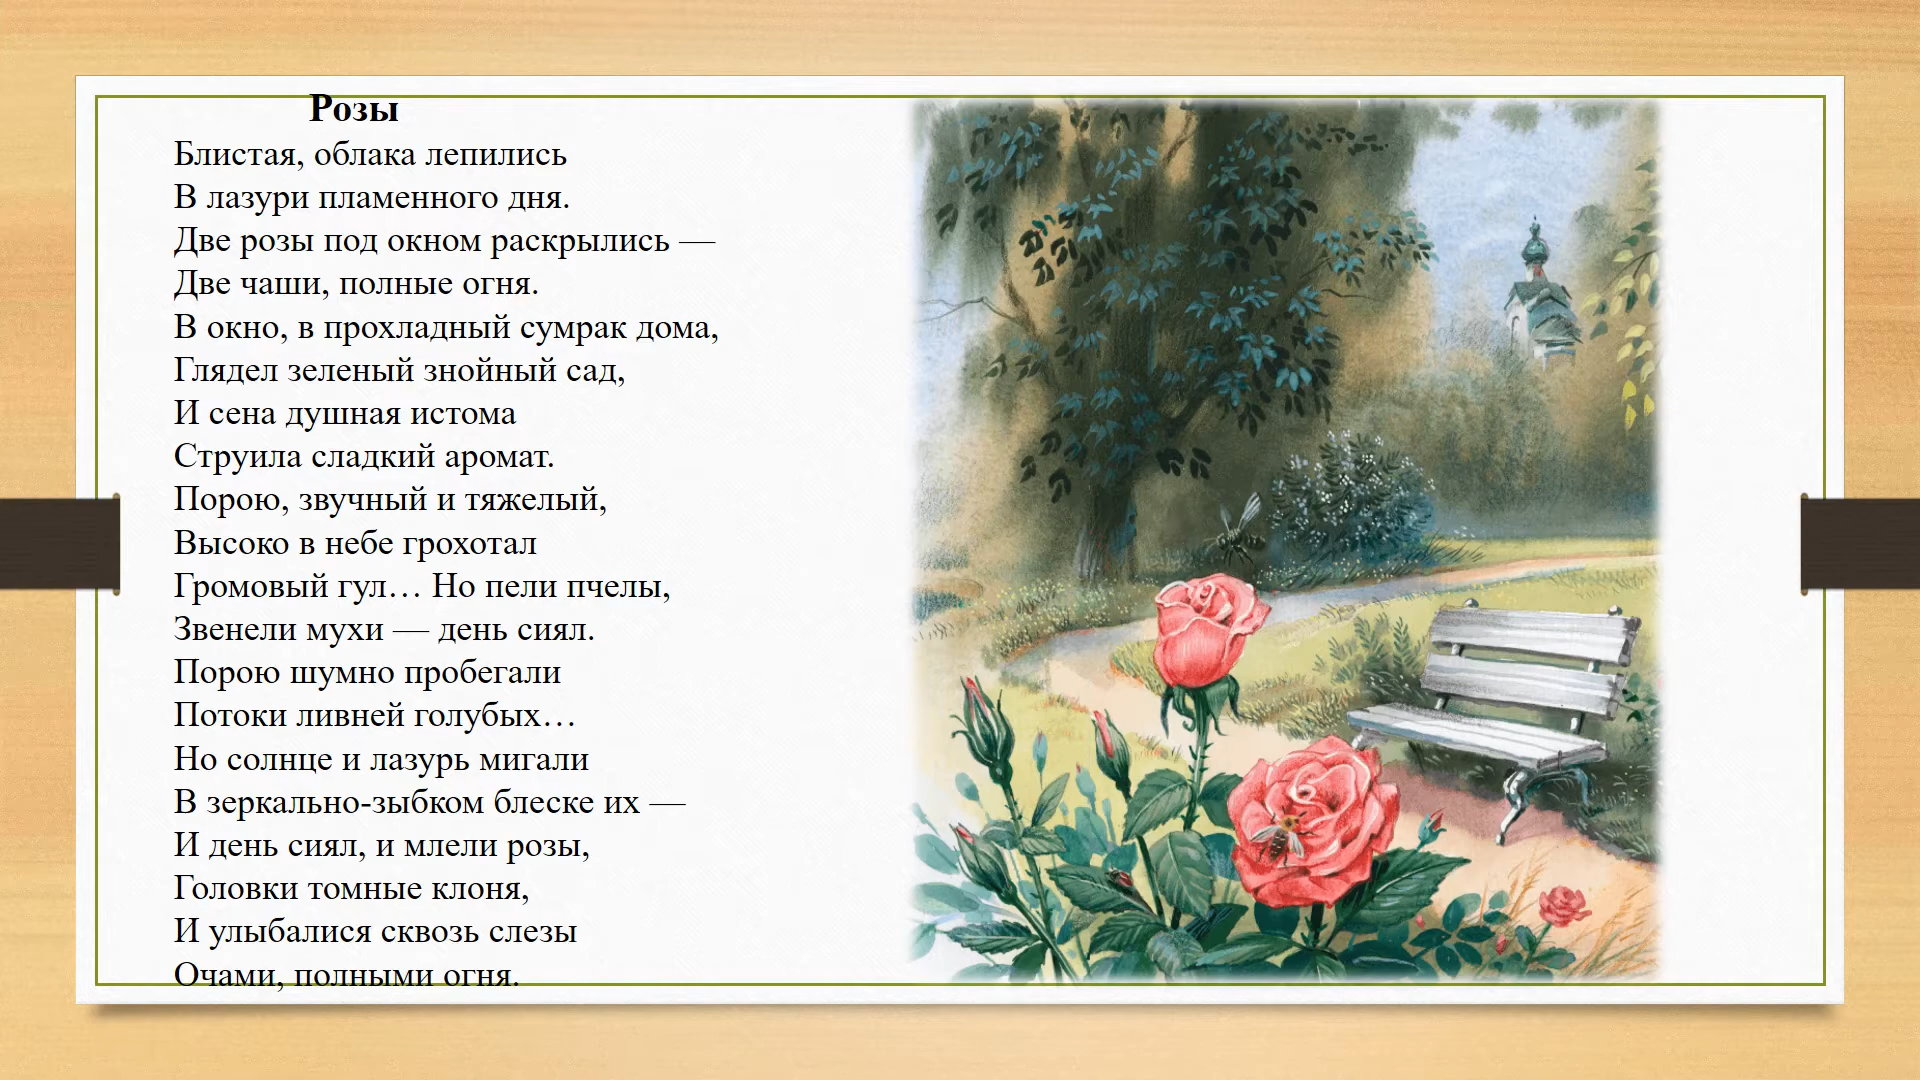 Розы
Блистая, облака лепились
В лазури пламенного дня.
Две розы под окном раскрылись —
Две чаши, полные огня.
В окно, в прохладный сумрак дома,
Глядел зеленый знойный сад,
И сена душная истома
Струила сладкий аромат.
Порою, звучный и тяжелый,
Высоко в небе грохотал
Громовый гул… Но пели пчелы,
Звенели мухи — день сиял.
Порою шумно пробегали
Потоки ливней голубых…
Но солнце и лазурь мигали
В зеркально-зыбком блеске их —
И день сиял, и млели розы,
Головки томные клоня,
И улыбалися сквозь слезы
Очами, полными огня.